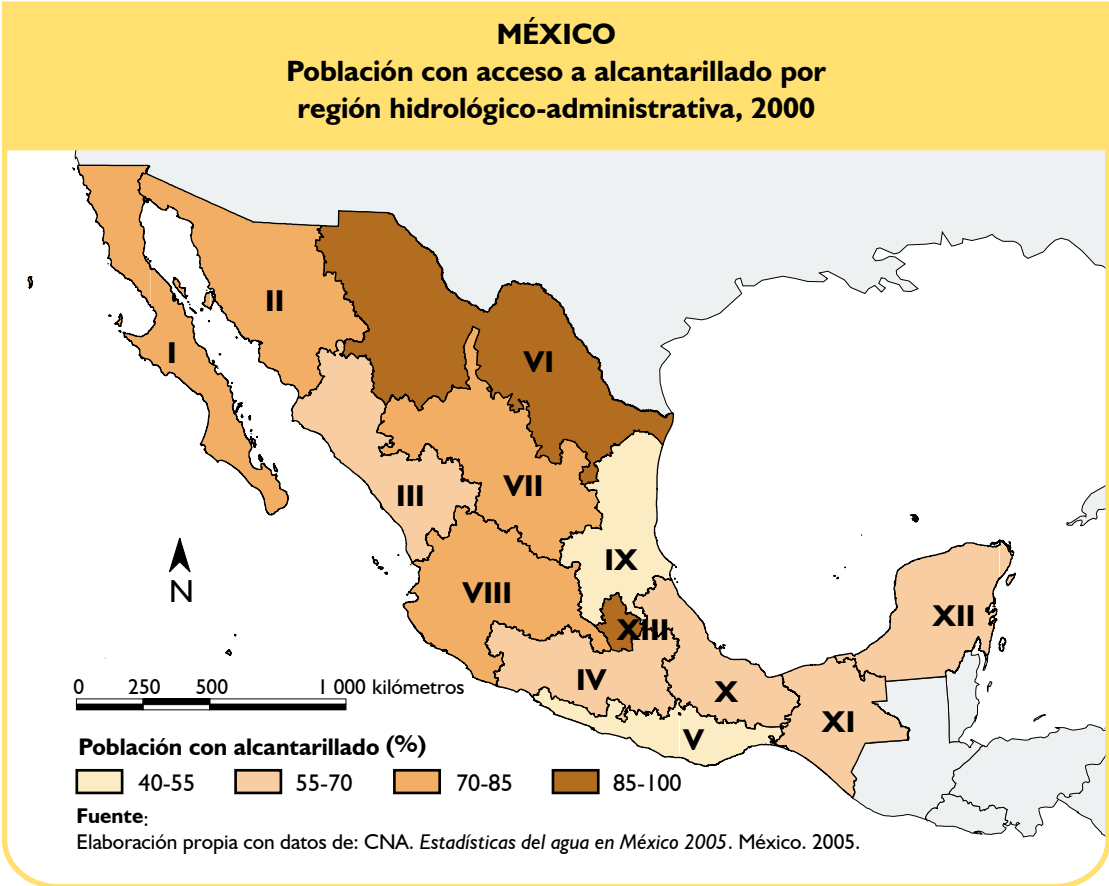 MÉXICO
Población con acceso a alcantarillado por
región hidrológico-administrativa, 2000
I
II
III
IV
V
VI
VII
VIII
IX
X
XI
XII
XIII
N
0 250 500 1 000 kilómetros
Población con alcantarillado (%)
40-55 55-70 70-85 85-100
Fuente:
Elaboración propia con datos de: CNA. Estadísticas del agua en México 2005. México. 2005.